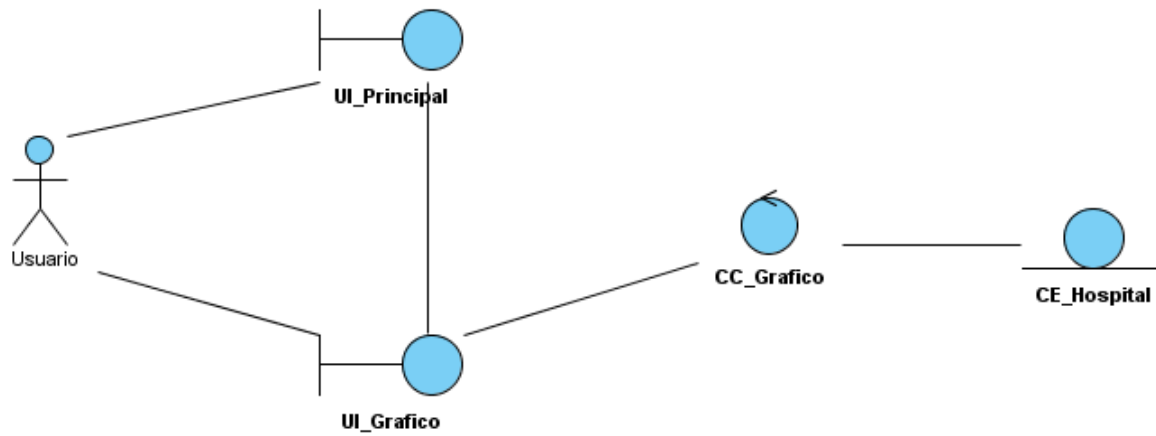 UI_Principal
Usuario
CC_Grafico
CE_Hospital
UI_Grafico